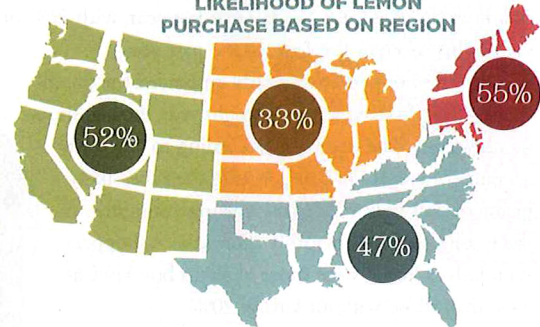 LIKELIHOOD OF LEMON
PURCHASE BASED ON REGION
52%
33%
55%
47%